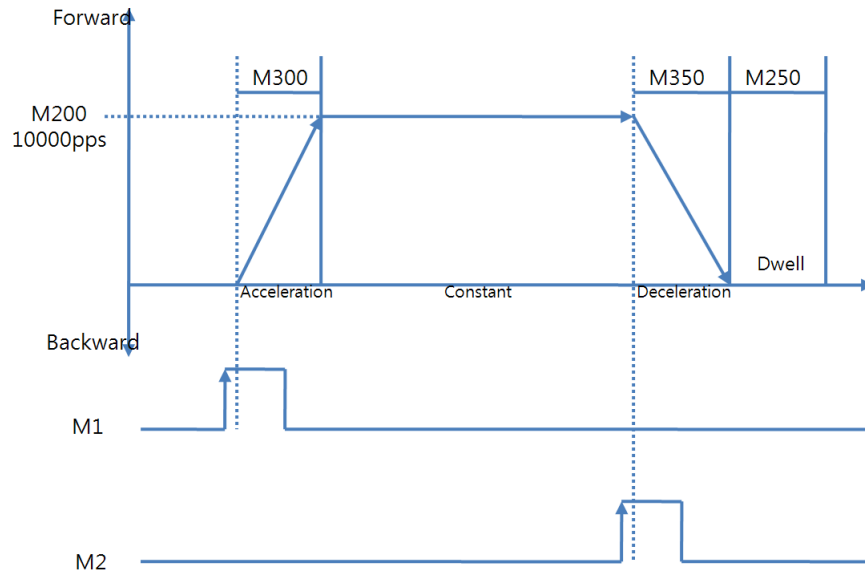 Forward
M300
M350
M250
M200
10000pps
Dwell
Acceleration
Constant
Deceleration
Backward
M1
M2